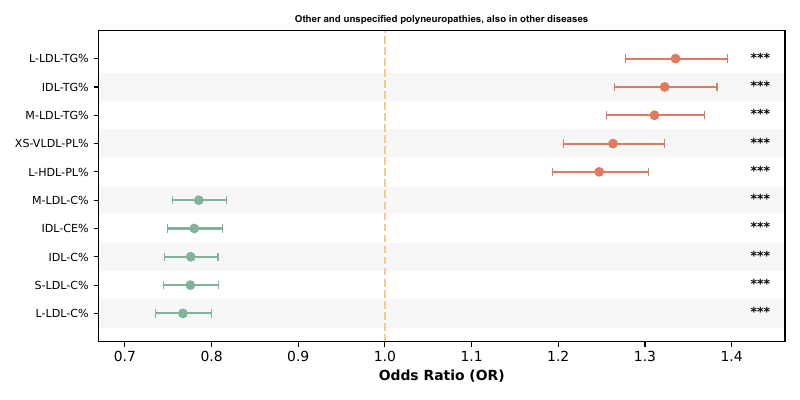 Other and unspecified polyneuropathies, also in other diseases
L-LDL-TG% ***
IDL-TG% ***
M-LDL-TG% ***
XS-VLDL-PL% ***
L-HDL-PL% ***
M-LDL-C% ***
IDL-CE% ***
IDL-C% ***
S-LDL-C% ***
L-LDL-C% ***
0.7 0.8 0.9 1.0 1.1 1.2 1.3 1.4
Odds Ratio (OR)